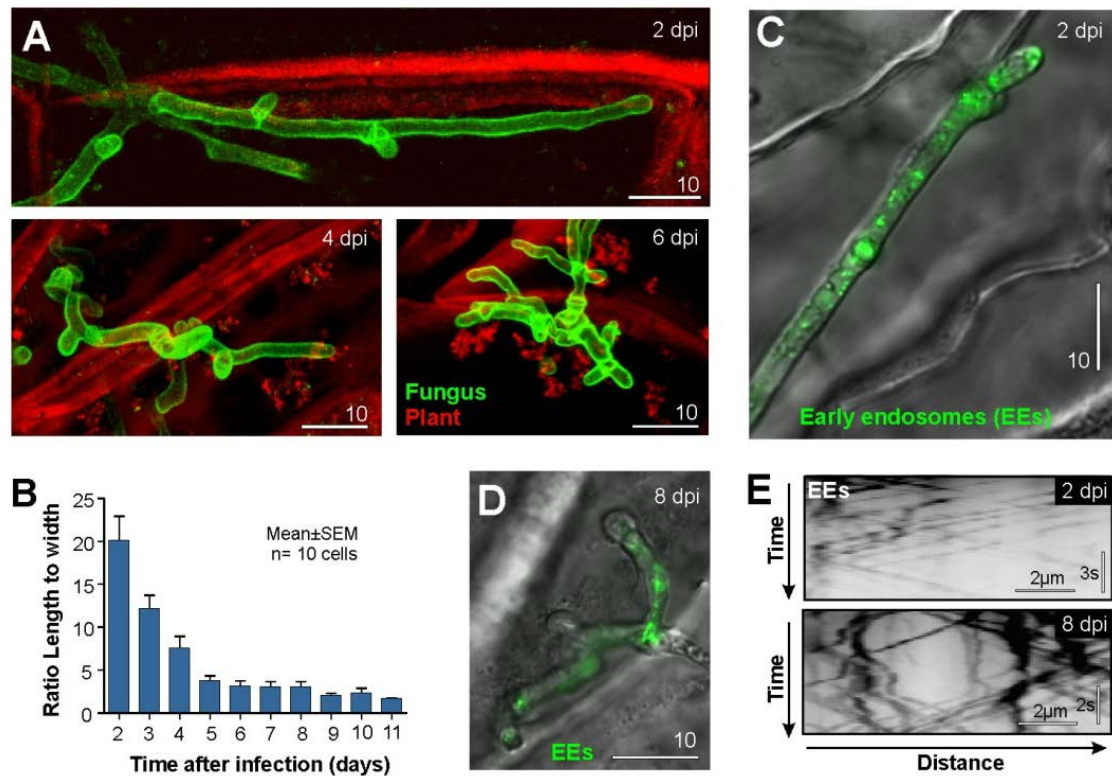 A
2 dpi
10
4 dpi
10
6 dpi
Fungus
Plant
10
B
Ratio Length to width
25
20
15
10
5
0
Mean±SEM
n= 10 cells
2 3 4 5 6 7 8 9 10 11
Time after infection (days)
C
2 dpi
10
Early endosomes (EEs)
D
8 dpi
EEs
10
E
EEs
2 dpi
Time
2µm
3s
8 dpi
Time
2µm
2s
Distance